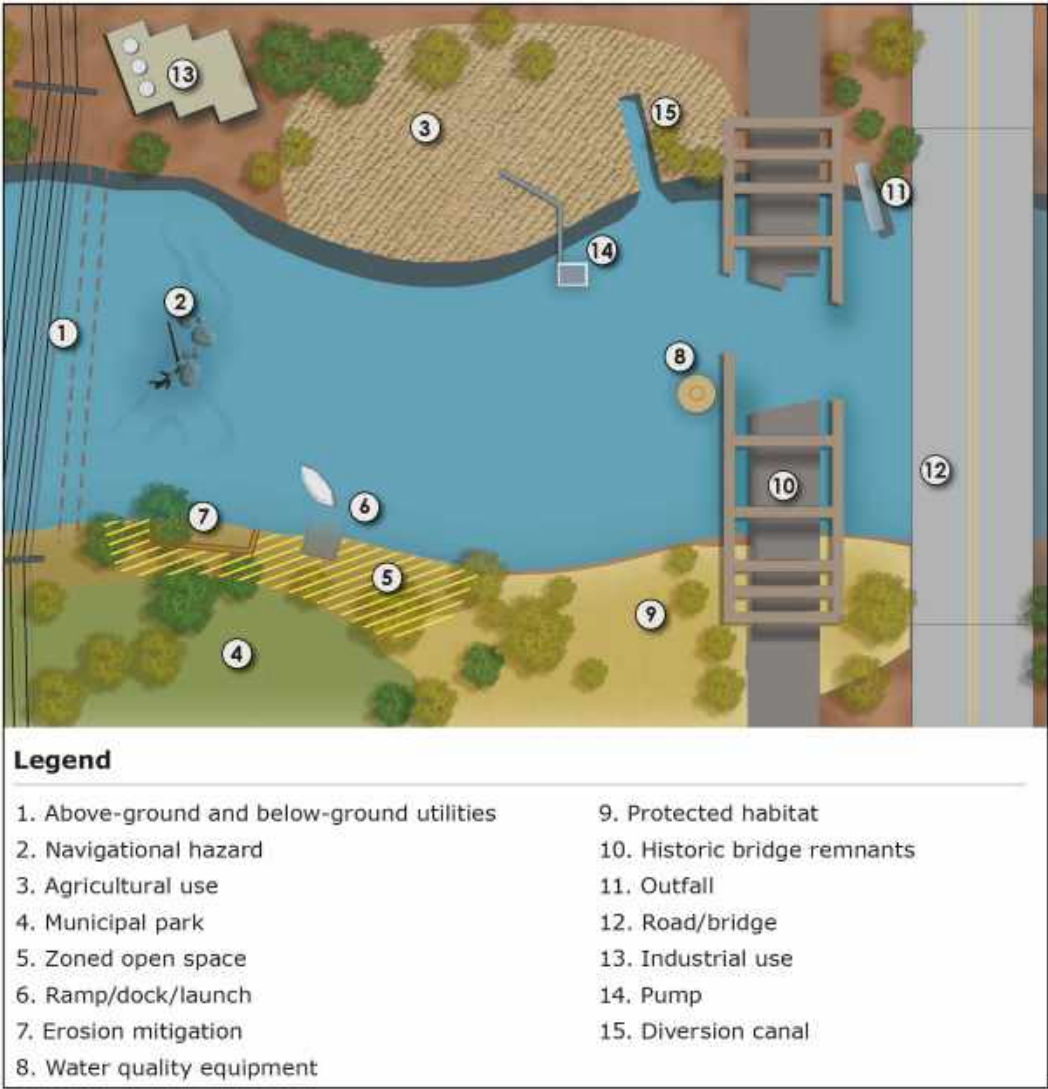 13
3
15
11
14
2
1
8
12
6
7
10
5
9
4
Legend
1. Above-ground and below-ground utilities
2. Navigational hazard
3. Agricultural use
4. Municipal park
5. Zoned open space
6. Ramp/dock/launch
7. Erosion mitigation
8. Water quality equipment
9. Protected habitat
10. Historic bridge remnants
11. Outfall
12. Road/bridge
13. Industrial use
14. Pump
15. Diversion canal